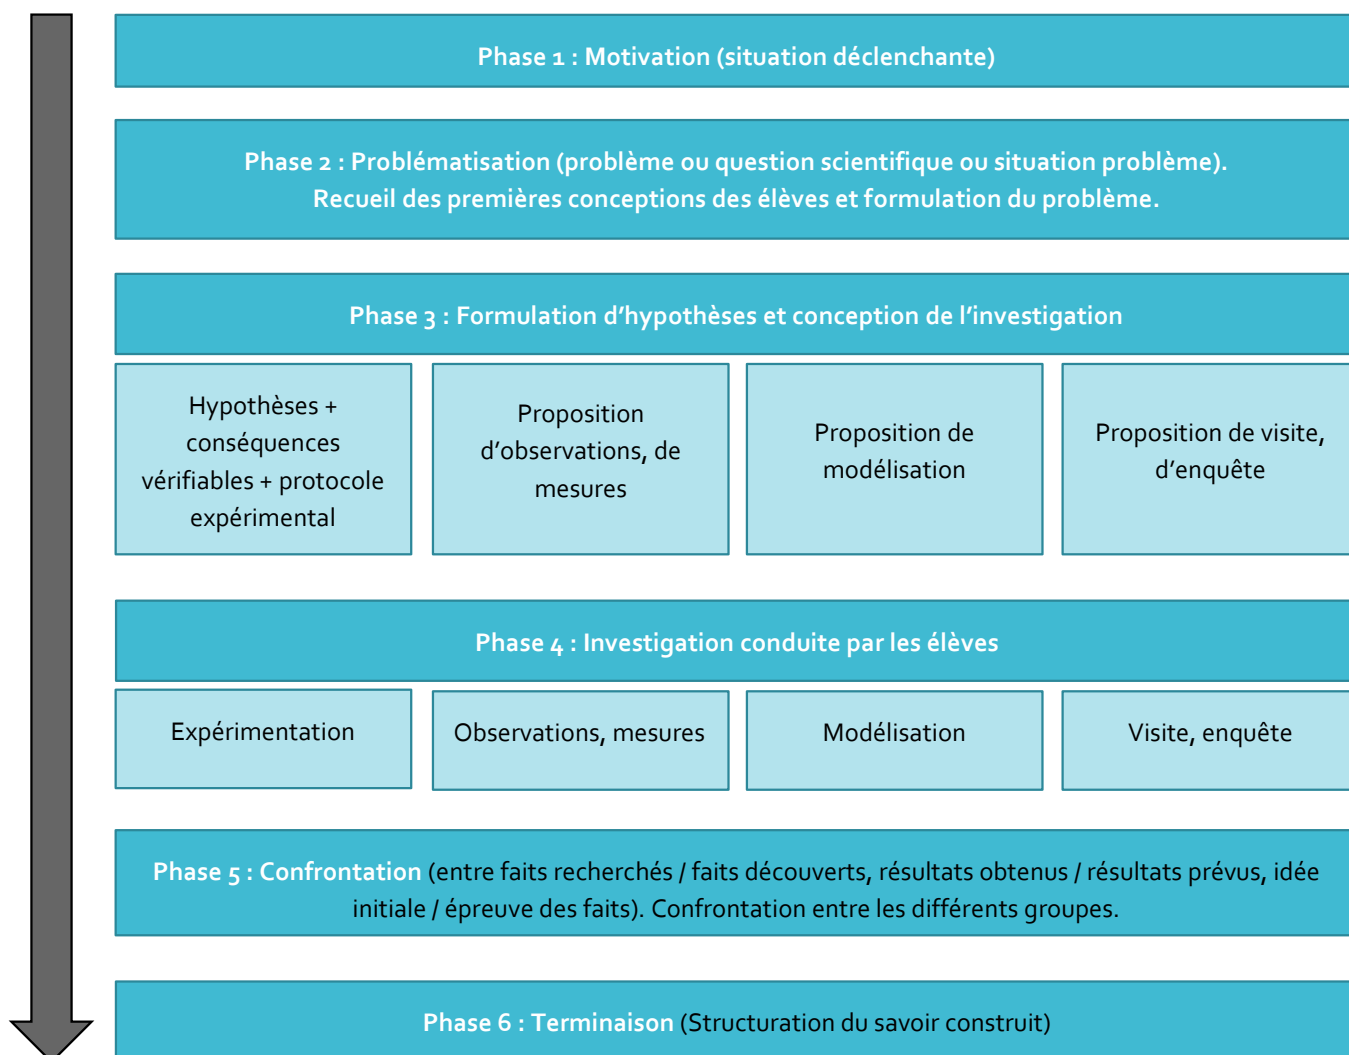 Phase 1 : Motivation (situation déclenchante)
Phase 2 : Problématisation (problème ou question scientifique ou situation problème).
Recueil des premières conceptions des élèves et formulation du problème.
Phase 3 : Formulation d’hypothèses et conception de l’investigation
Hypothèses +
conséquences
vérifiables + protocole
expérimental
Proposition
d’observations, de
mesures
Proposition de
modélisation
Proposition de visite,
d’enquête
Phase 4 : Investigation conduite par les élèves
Expérimentation
Observations, mesures
Modélisation
Visite, enquête
Phase 5 : Confrontation (entre faits recherchés / faits découverts, résultats obtenus / résultats prévus, idée
initiale / épreuve des faits). Confrontation entre les différents groupes.
Phase 6 : Terminaison (Structuration du savoir construit)